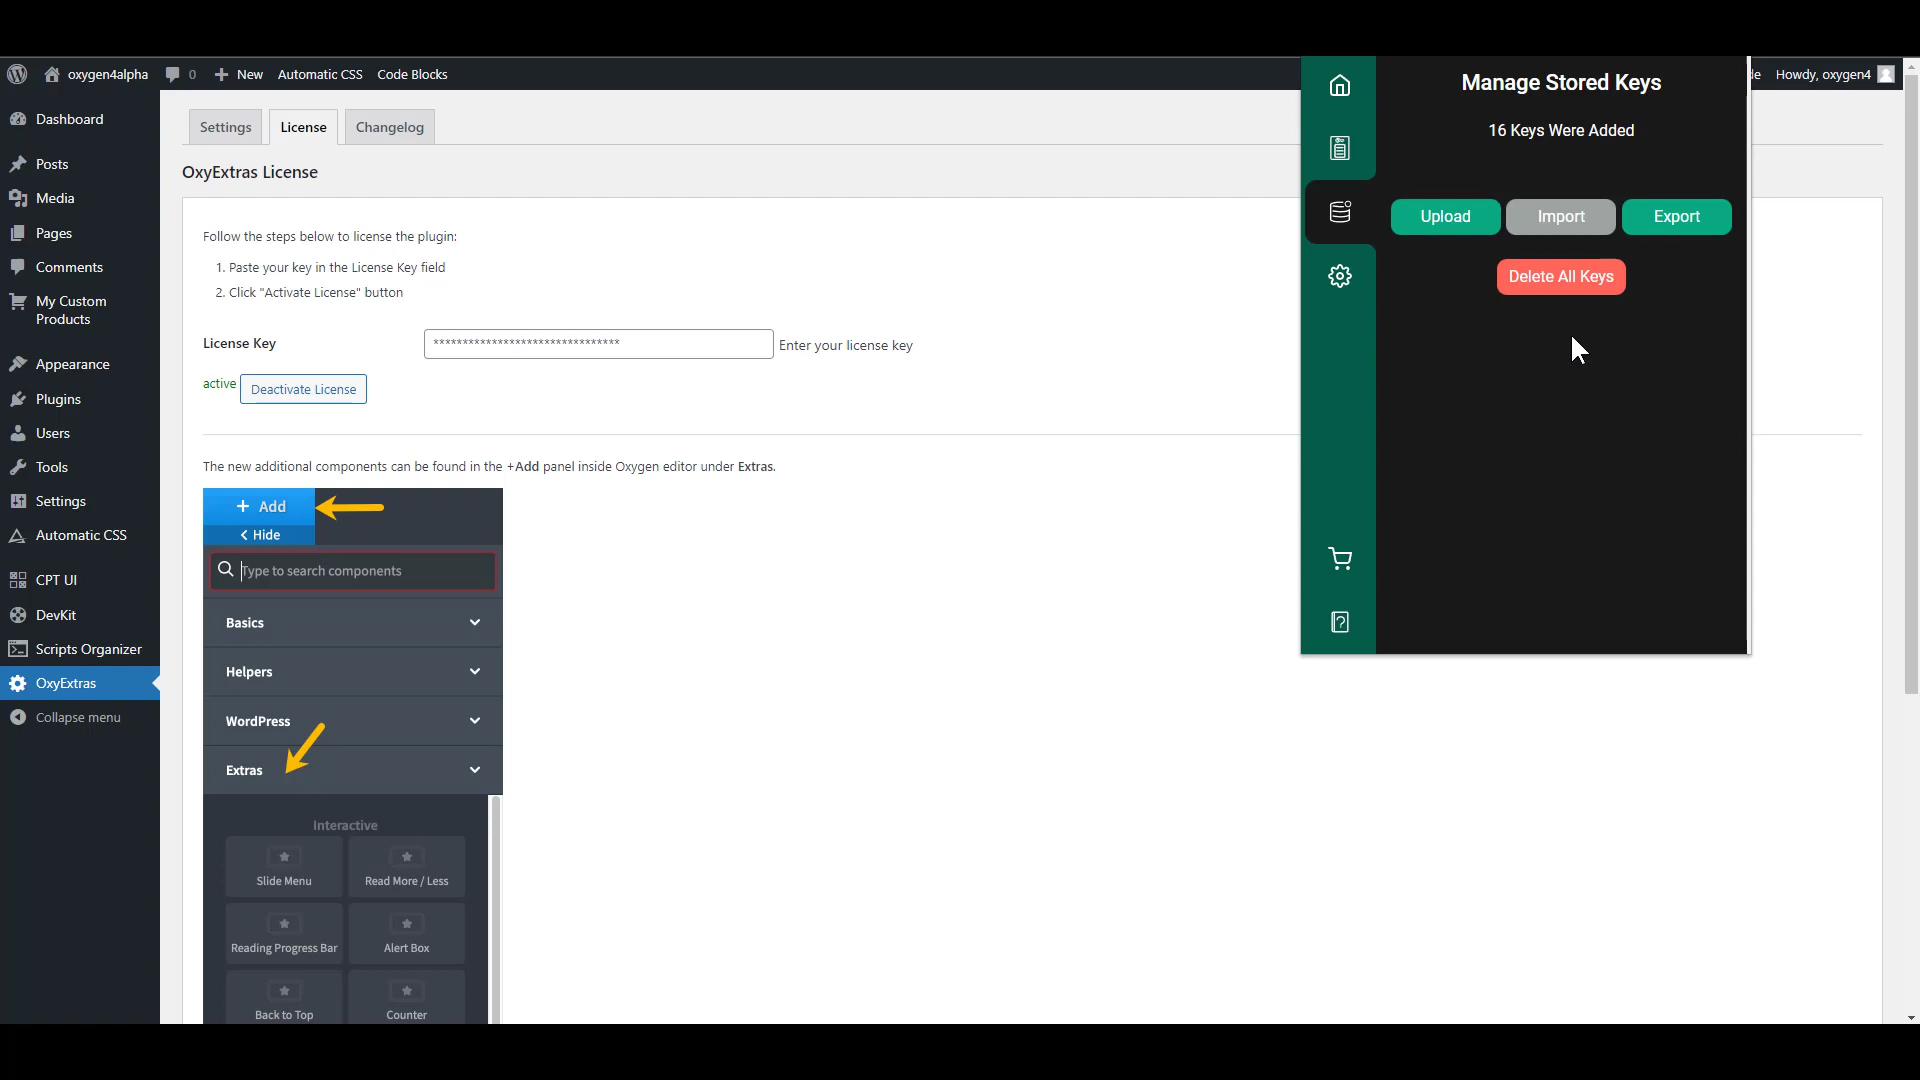 oxygen4alpha
0
New
Automatic CSS
Code Blocks
de
Howdy, oxygen4
Dashboard
Posts
Media
Pages
Comments
My Custom
Products
Appearance
Plugins
Users
Tools
Settings
Automatic CSS
CPT UI
DevKit
Scripts Organizer
OxyExtras
Collapse menu
Settings
License
Changelog
OxyExtras License
Follow the steps below to license the plugin:
1. Paste your key in the License Key field
2. Click "Activate License" button
License Key
********************************
Enter your license key
active
Deactivate License
The new additional components can be found in the +Add panel inside Oxygen editor under Extras.
+ Add
< Hide
Type to search components
Basics
Helpers
WordPress
Extras
Interactive
Slide Menu
Read More / Less
Reading Progress Bar
Alert Box
Back to Top
Counter
Manage Stored Keys
16 Keys Were Added
Upload
Import
Export
Delete All Keys